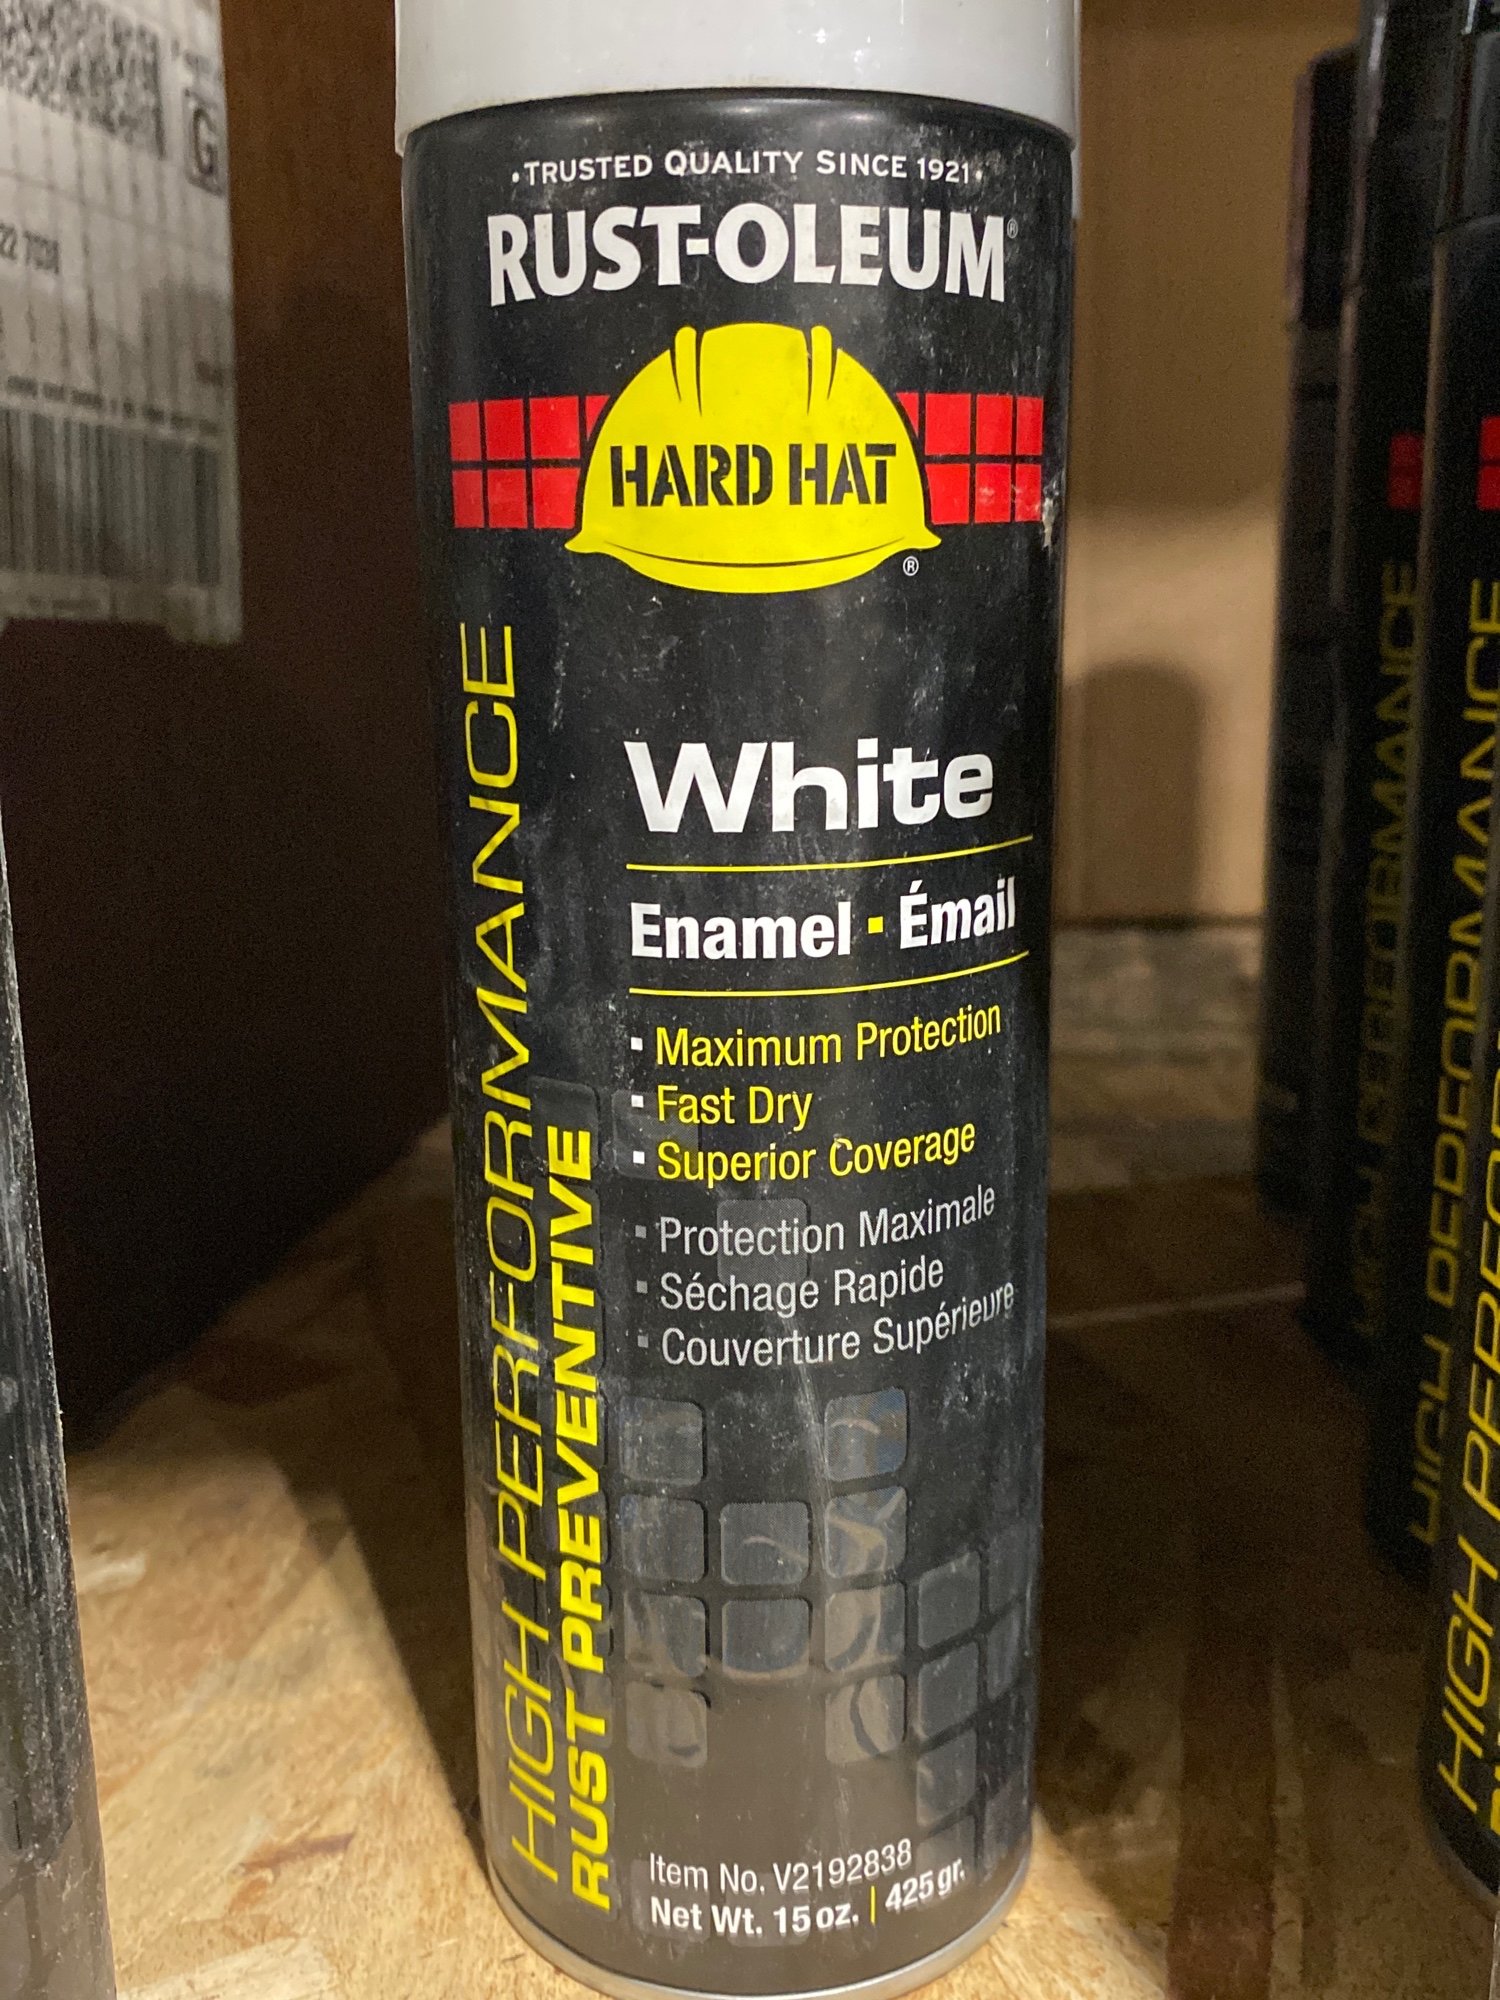 •TRUSTED QUALITY SINCE 1921•
RUST-OLEUM®
HARD HAT
®
HIGH PERFORMANCE
RUST PREVENTIVE
White
Enamel ▪ Émail
▪ Maximum Protection
▪ Fast Dry
▪ Superior Coverage
▪ Protection Maximale
▪ Séchage Rapide
▪ Couverture Supérieure
Item No. V2192838
Net Wt. 15 oz. | 425 gr.
G
HIGH PERFORMANCE
HIGH PERFORMANCE